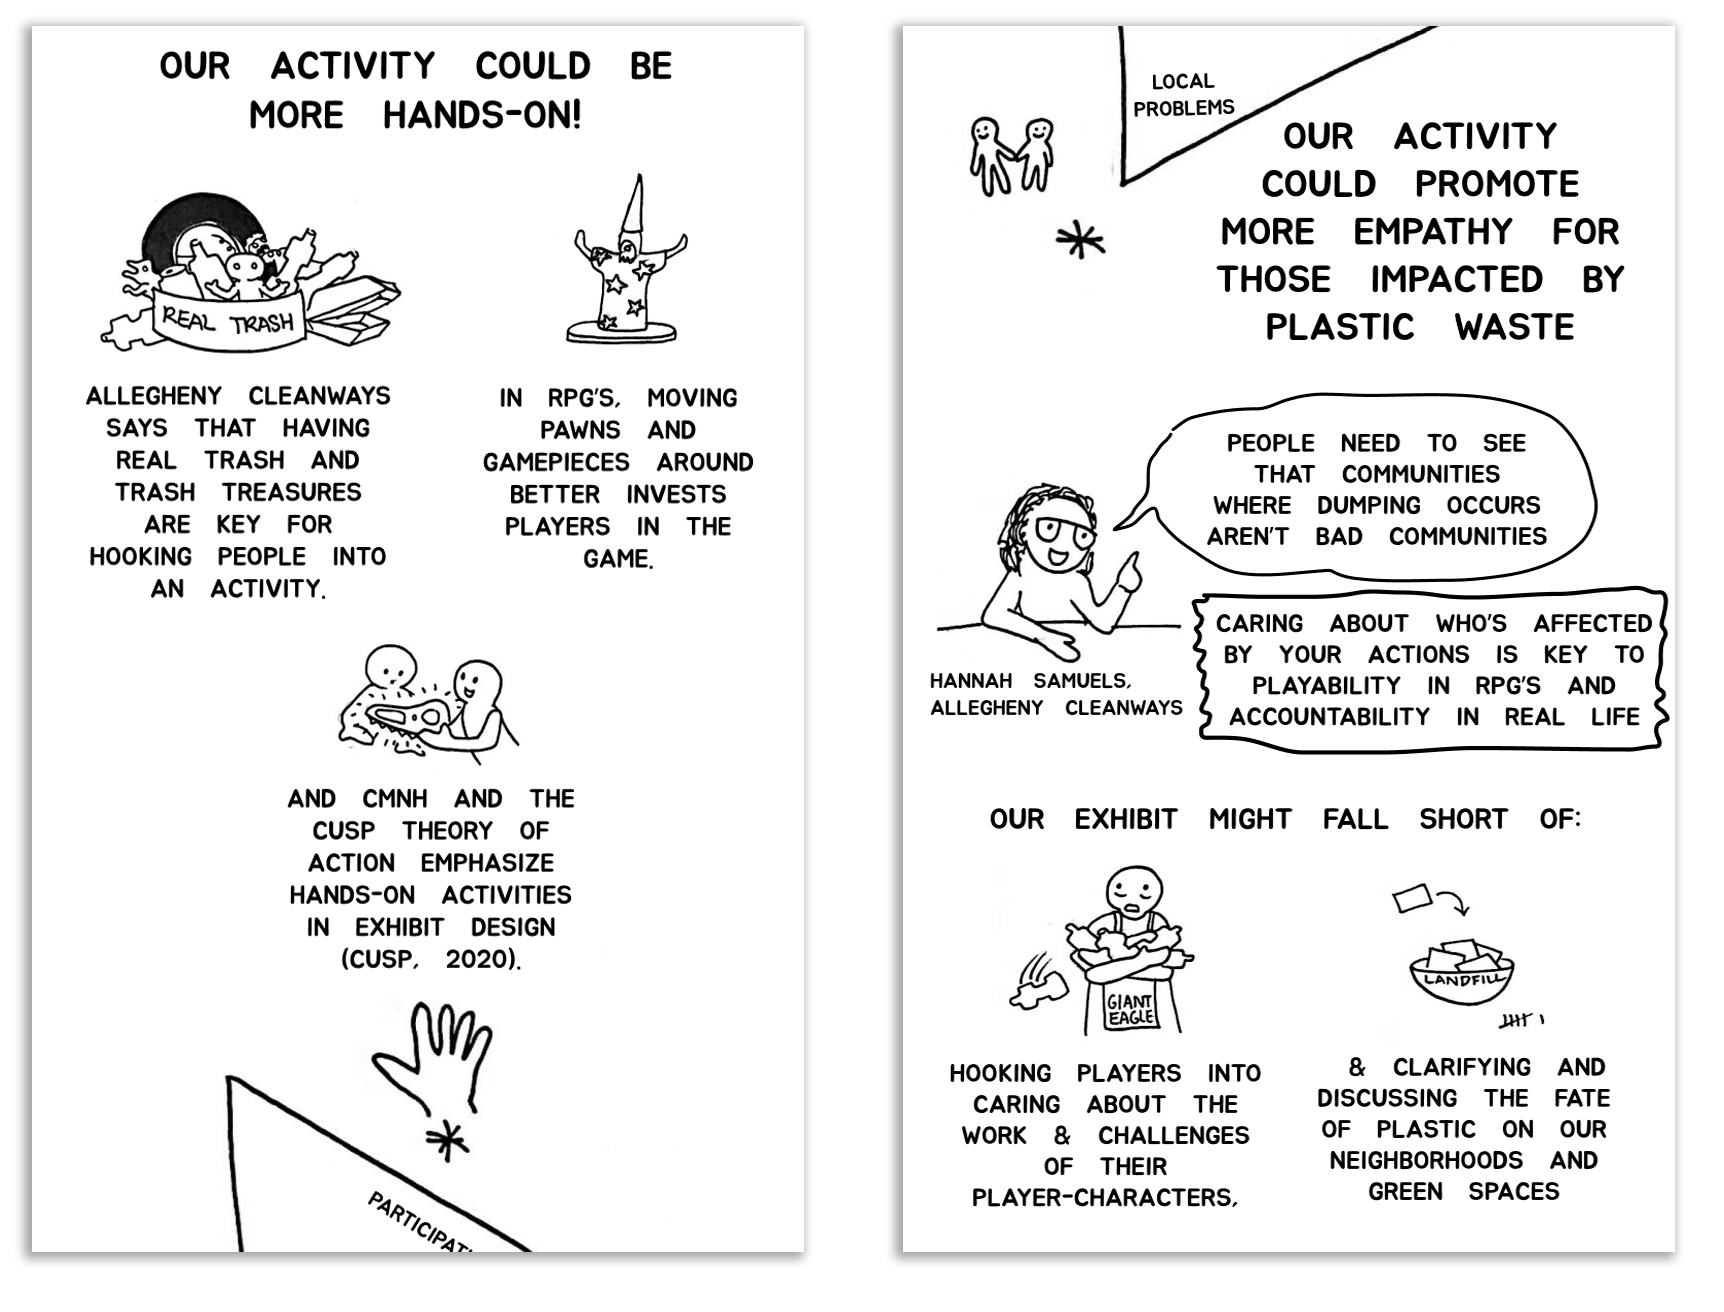 OUR ACTIVITY COULD BE
MORE HANDS-ON!
REAL TRASH
ALLEGHENY CLEANWAYS
SAYS THAT HAVING
REAL TRASH AND
TRASH TREASURES
ARE KEY FOR
HOOKING PEOPLE INTO
AN ACTIVITY.
IN RPG'S, MOVING
PAWNS AND
GAMEPIECES AROUND
BETTER INVESTS
PLAYERS IN THE
GAME.
AND CMNH AND THE
CUSP THEORY OF
ACTION EMPHASIZE
HANDS-ON ACTIVITIES
IN EXHIBIT DESIGN
(CUSP, 2020).
PARTICIPAT
LOCAL
PROBLEMS
OUR ACTIVITY
COULD PROMOTE
MORE EMPATHY FOR
THOSE IMPACTED BY
PLASTIC WASTE
PEOPLE NEED TO SEE
THAT COMMUNITIES
WHERE DUMPING OCCURS
AREN'T BAD COMMUNITIES
HANNAH SAMUELS,
ALLEGHENY CLEANWAYS
CARING ABOUT WHO'S AFFECTED
BY YOUR ACTIONS IS KEY TO
PLAYABILITY IN RPG'S AND
ACCOUNTABILITY IN REAL LIFE
OUR EXHIBIT MIGHT FALL SHORT OF:
GIANT
EAGLE
HOOKING PLAYERS INTO
CARING ABOUT THE
WORK & CHALLENGES
OF THEIR
PLAYER-CHARACTERS,
LANDFILL
& CLARIFYING AND
DISCUSSING THE FATE
OF PLASTIC ON OUR
NEIGHBORHOODS AND
GREEN SPACES